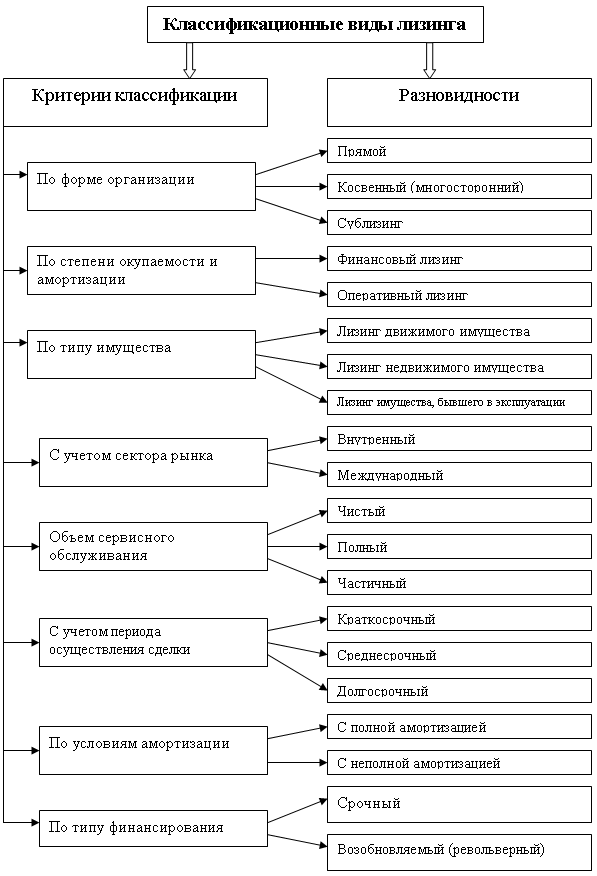 Классификационные виды лизинга
Критерии классификации
Разновидности
По форме организации
Прямой
Косвенный (многосторонний)
Сублизинг
По степени окупаемости и
амортизации
Финансовый лизинг
Оперативный лизинг
По типу имущества
Лизинг движимого имущества
Лизинг недвижимого имущества
Лизинг имущества, бывшего в эксплуатации
С учетом сектора рынка
Внутренный
Международный
Объем сервисного
обслуживания
Чистый
Полный
Частичный
С учетом периода
осуществления сделки
Краткосрочный
Среднесрочный
Долгосрочный
По условиям амортизации
С полной амортизацией
С неполной амортизацией
По типу финансирования
Срочный
Возобновляемый (револьверный)